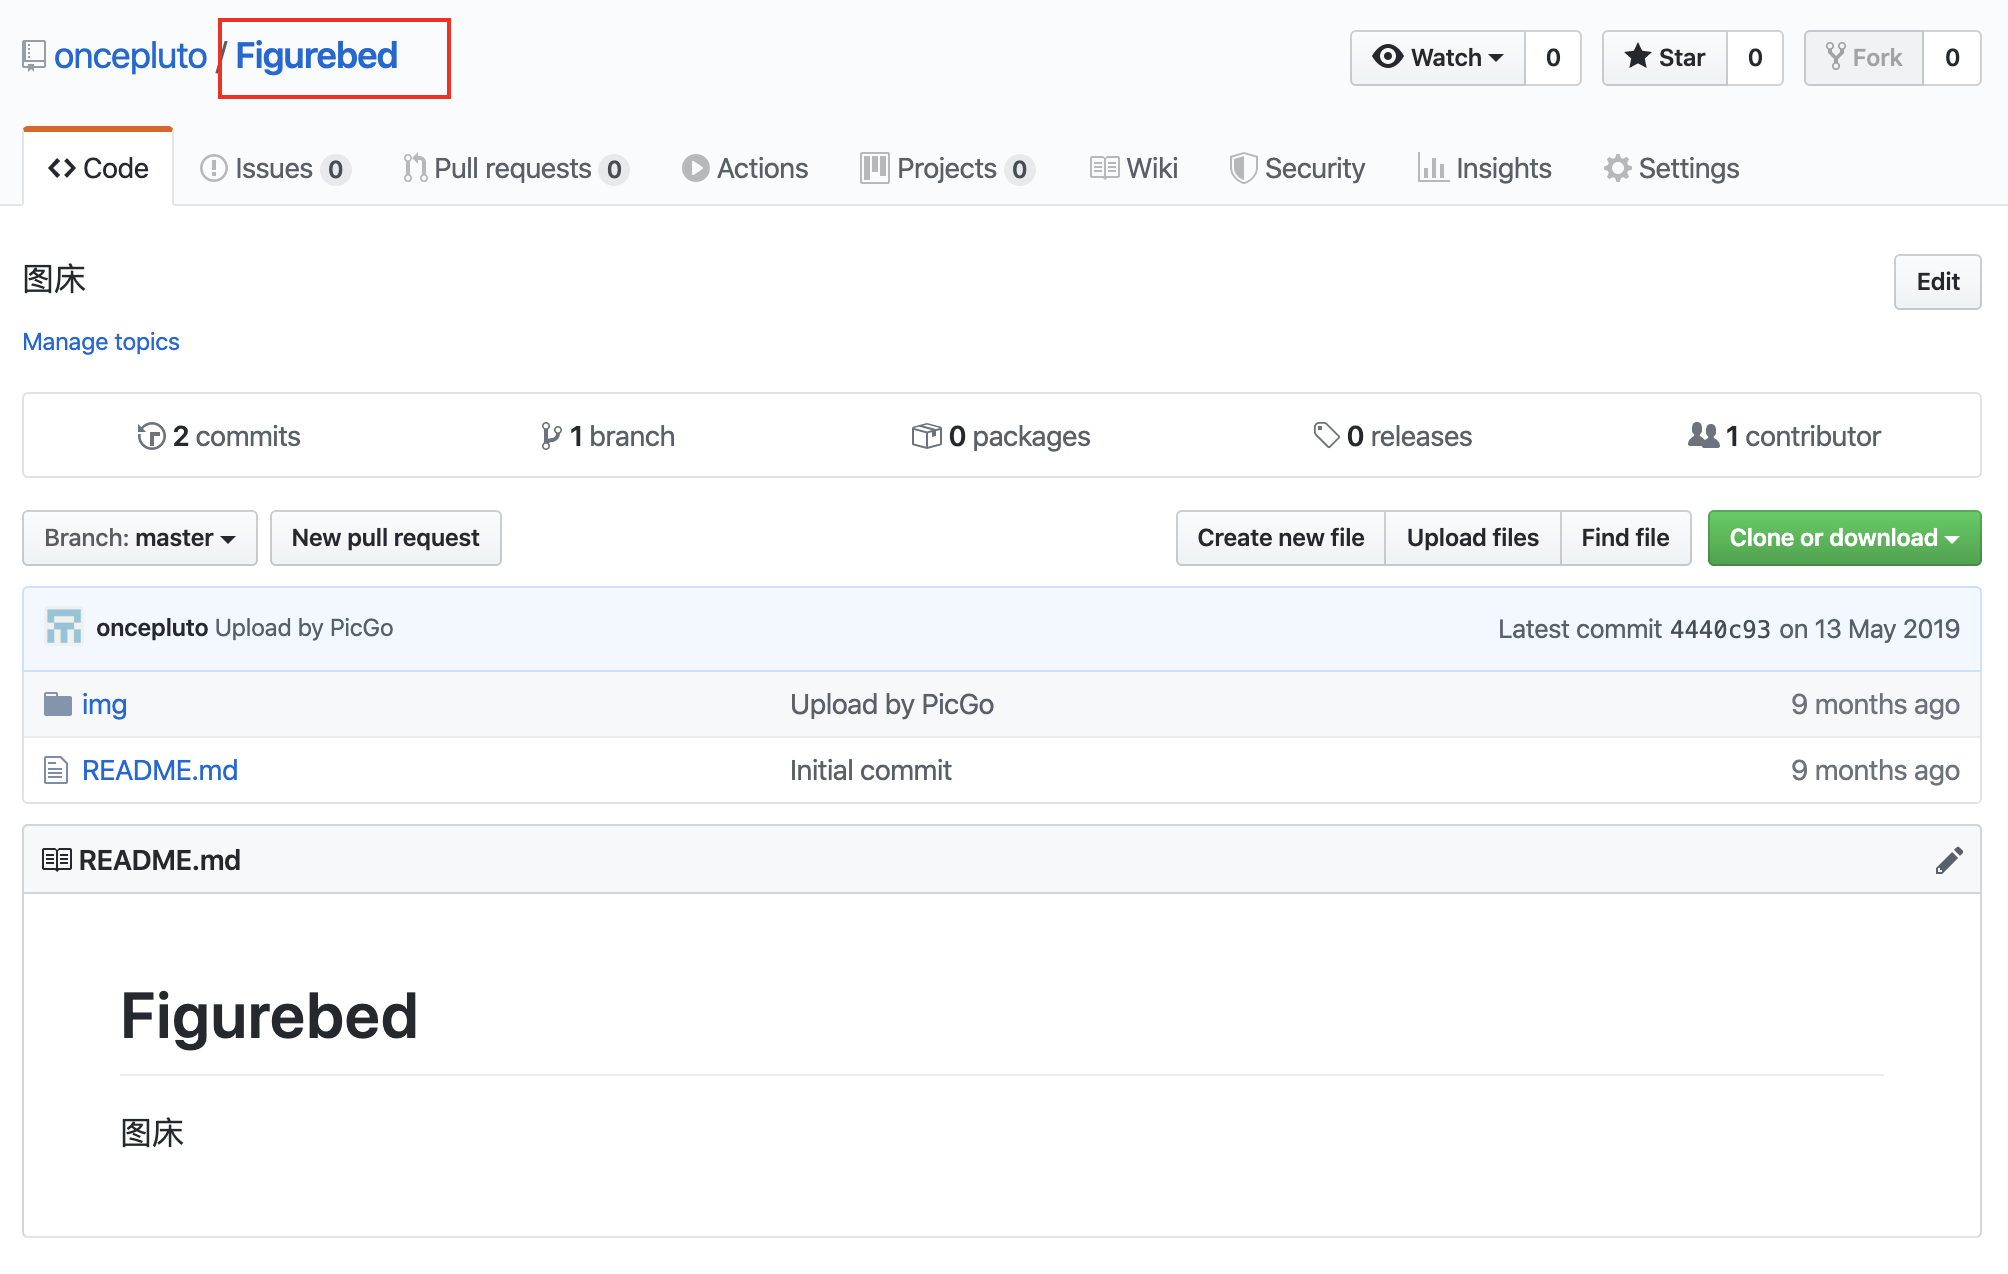 oncepluto / Figurebed Watch 0 Star 0 Fork 0
Code Issues 0 Pull requests 0 Actions Projects 0 Wiki Security Insights Settings
图床 Edit
Manage topics
2 commits 1 branch 0 packages 0 releases 1 contributor
Branch: master New pull request Create new file Upload files Find file Clone or download
oncepluto Upload by PicGo Latest commit 4440c93 on 13 May 2019
img Upload by PicGo 9 months ago
README.md Initial commit 9 months ago
README.md
Figurebed
图床